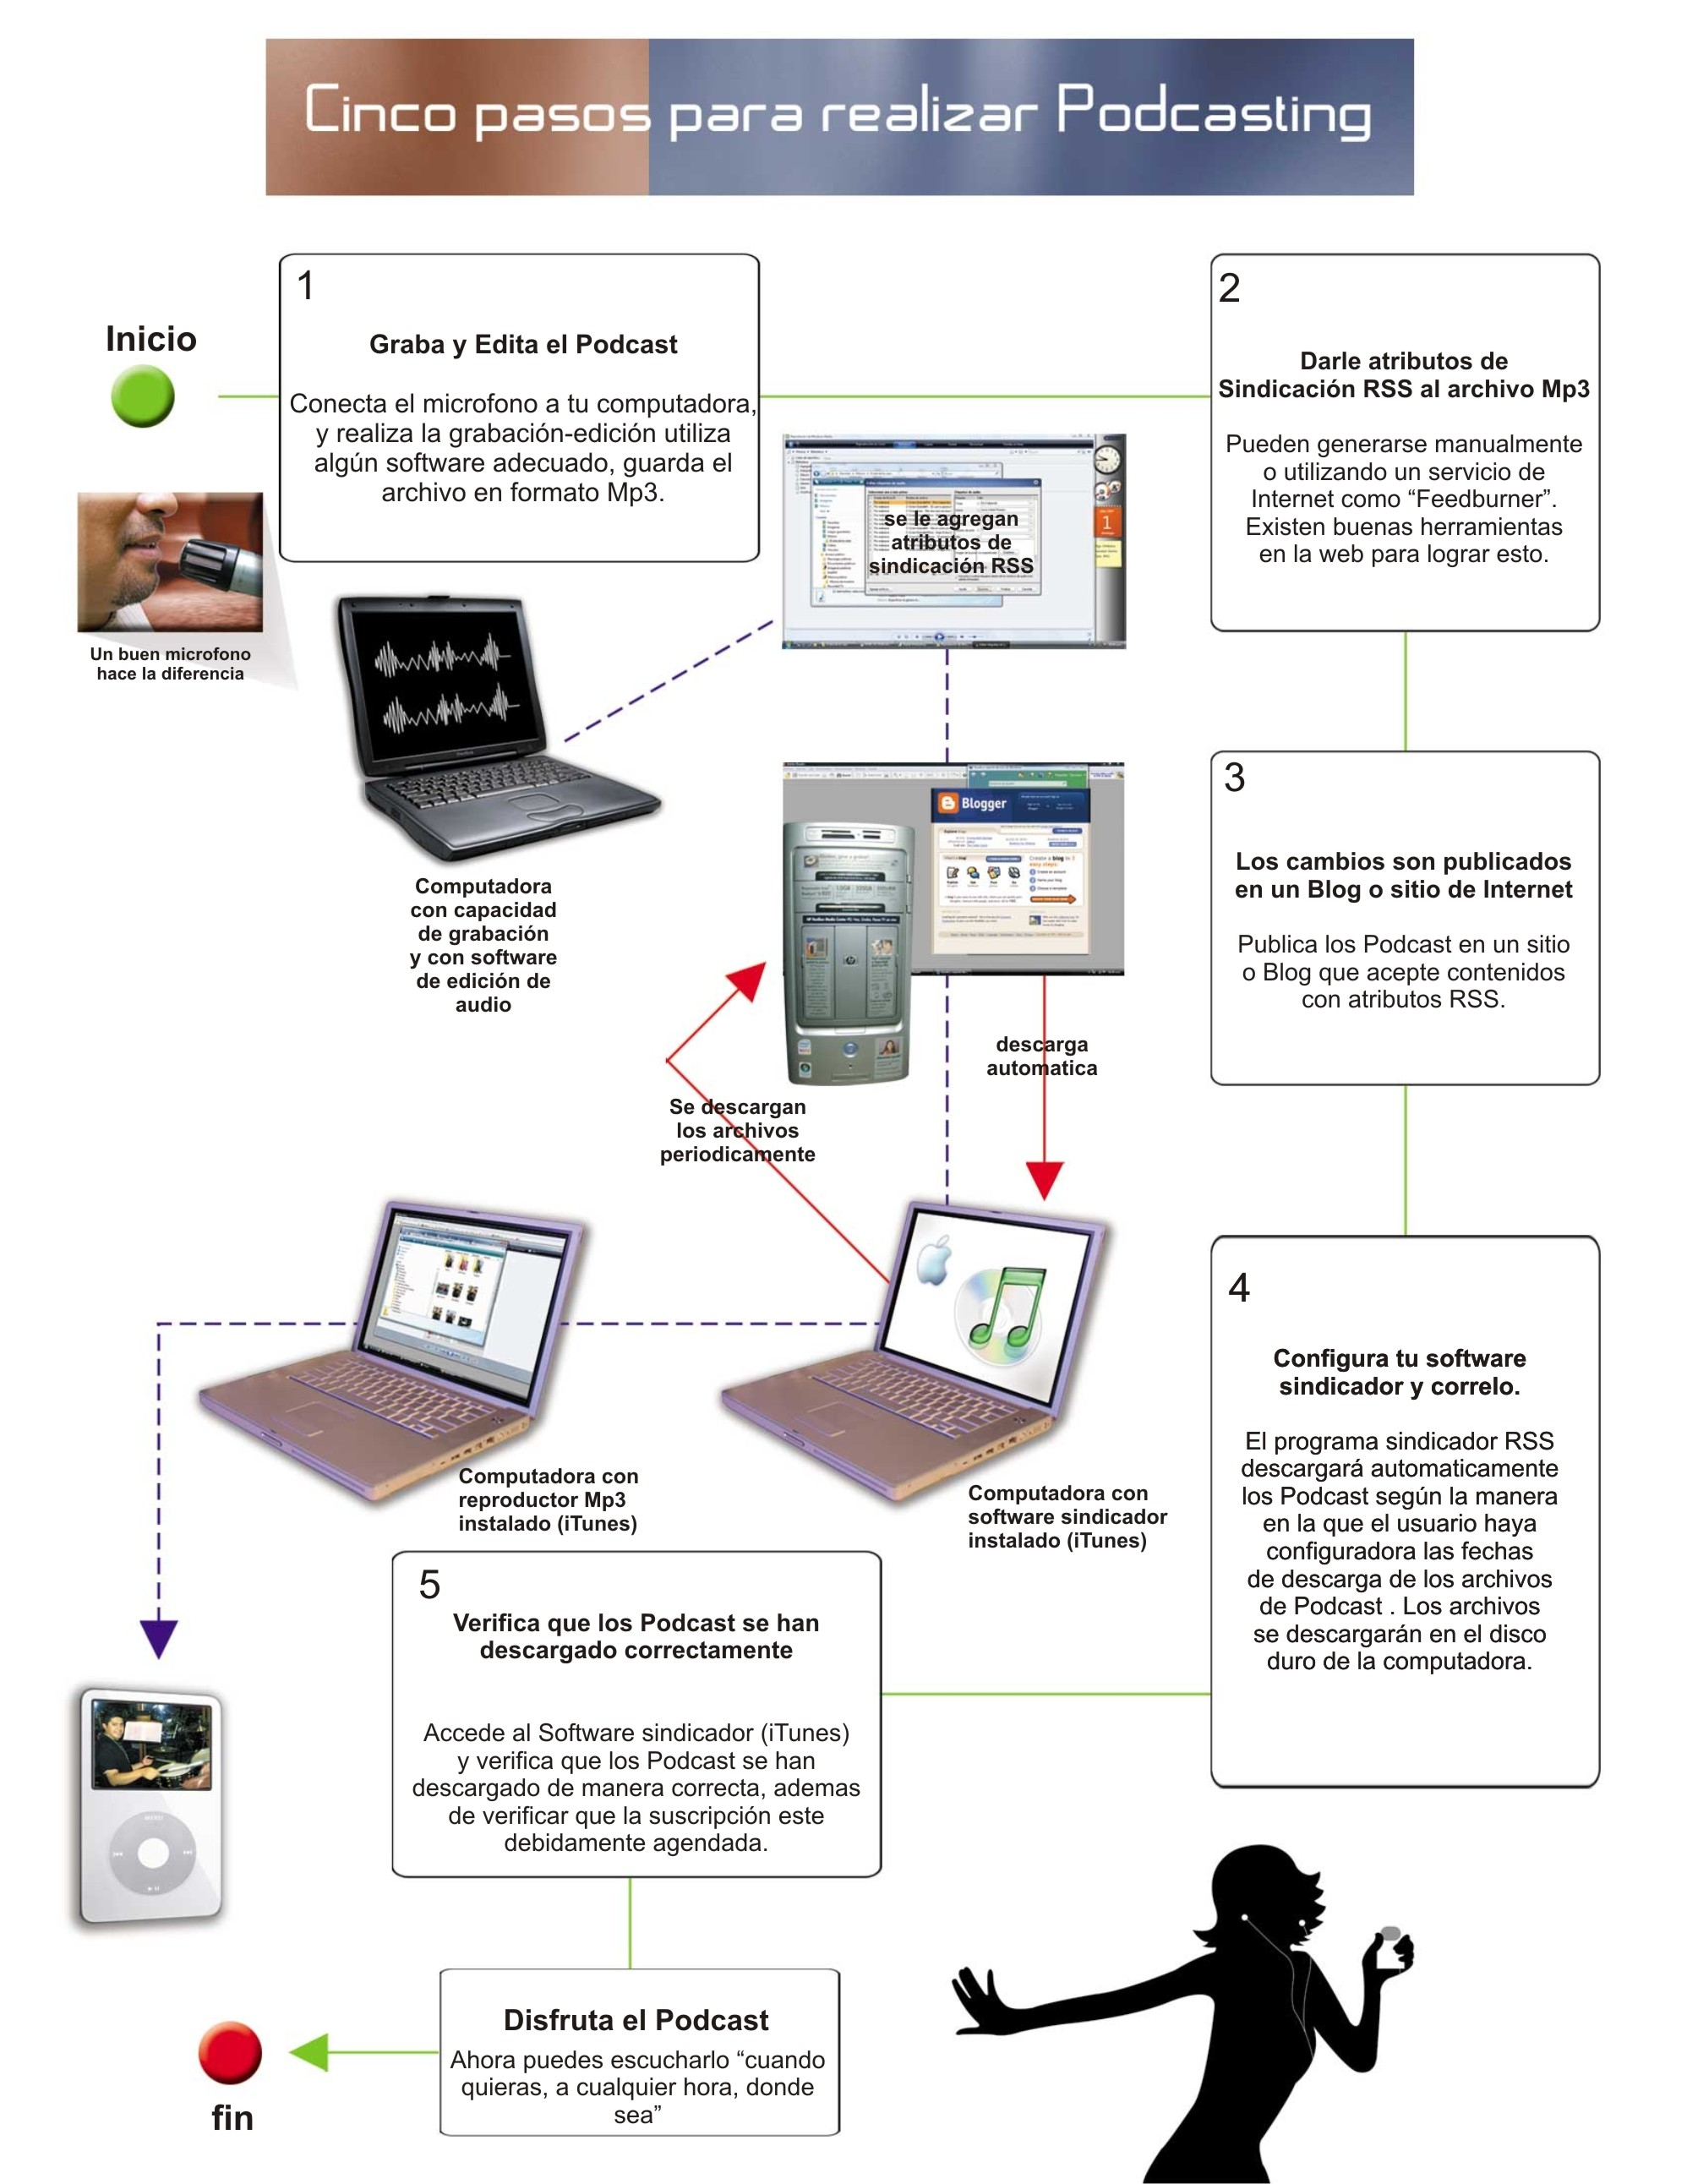 Cinco pasos para realizar Podcasting
Inicio
1
Graba y Edita el Podcast
Conecta el microfono a tu computadora,
y realiza la grabación-edición utiliza
algún software adecuado, guarda el
archivo en formato Mp3.
2
Darle atributos de
Sindicación RSS al archivo Mp3
Pueden generarse manualmente
o utilizando un servicio de
Internet como “Feedburner”.
Existen buenas herramientas
en la web para lograr esto.
Un buen microfono
hace la diferencia
se le agregan
atributos de
sindicación RSS
1
Computadora
con capacidad
de grabación
y con software
de edición de
audio
Blogger
Create a blog in 3
easy steps:
3
Los cambios son publicados
en un Blog o sitio de Internet
Publica los Podcast en un sitio
o Blog que acepte contenidos
con atributos RSS.
descarga
automatica
Se descargan
los archivos
periodicamente
Computadora con
reproductor Mp3
instalado (iTunes)
Computadora con
software sindicador
instalado (iTunes)
4
Configura tu software
sindicador y correlo.
El programa sindicador RSS
descargará automaticamente
los Podcast según la manera
en la que el usuario haya
configuradora las fechas
de descarga de los archivos
de Podcast . Los archivos
se descargarán en el disco
duro de la computadora.
5
Verifica que los Podcast se han
descargado correctamente
Accede al Software sindicador (iTunes)
y verifica que los Podcast se han
descargado de manera correcta, ademas
de verificar que la suscripción este
debidamente agendada.
MENU
Disfruta el Podcast
Ahora puedes escucharlo “cuando
quieras, a cualquier hora, donde
sea”
fin